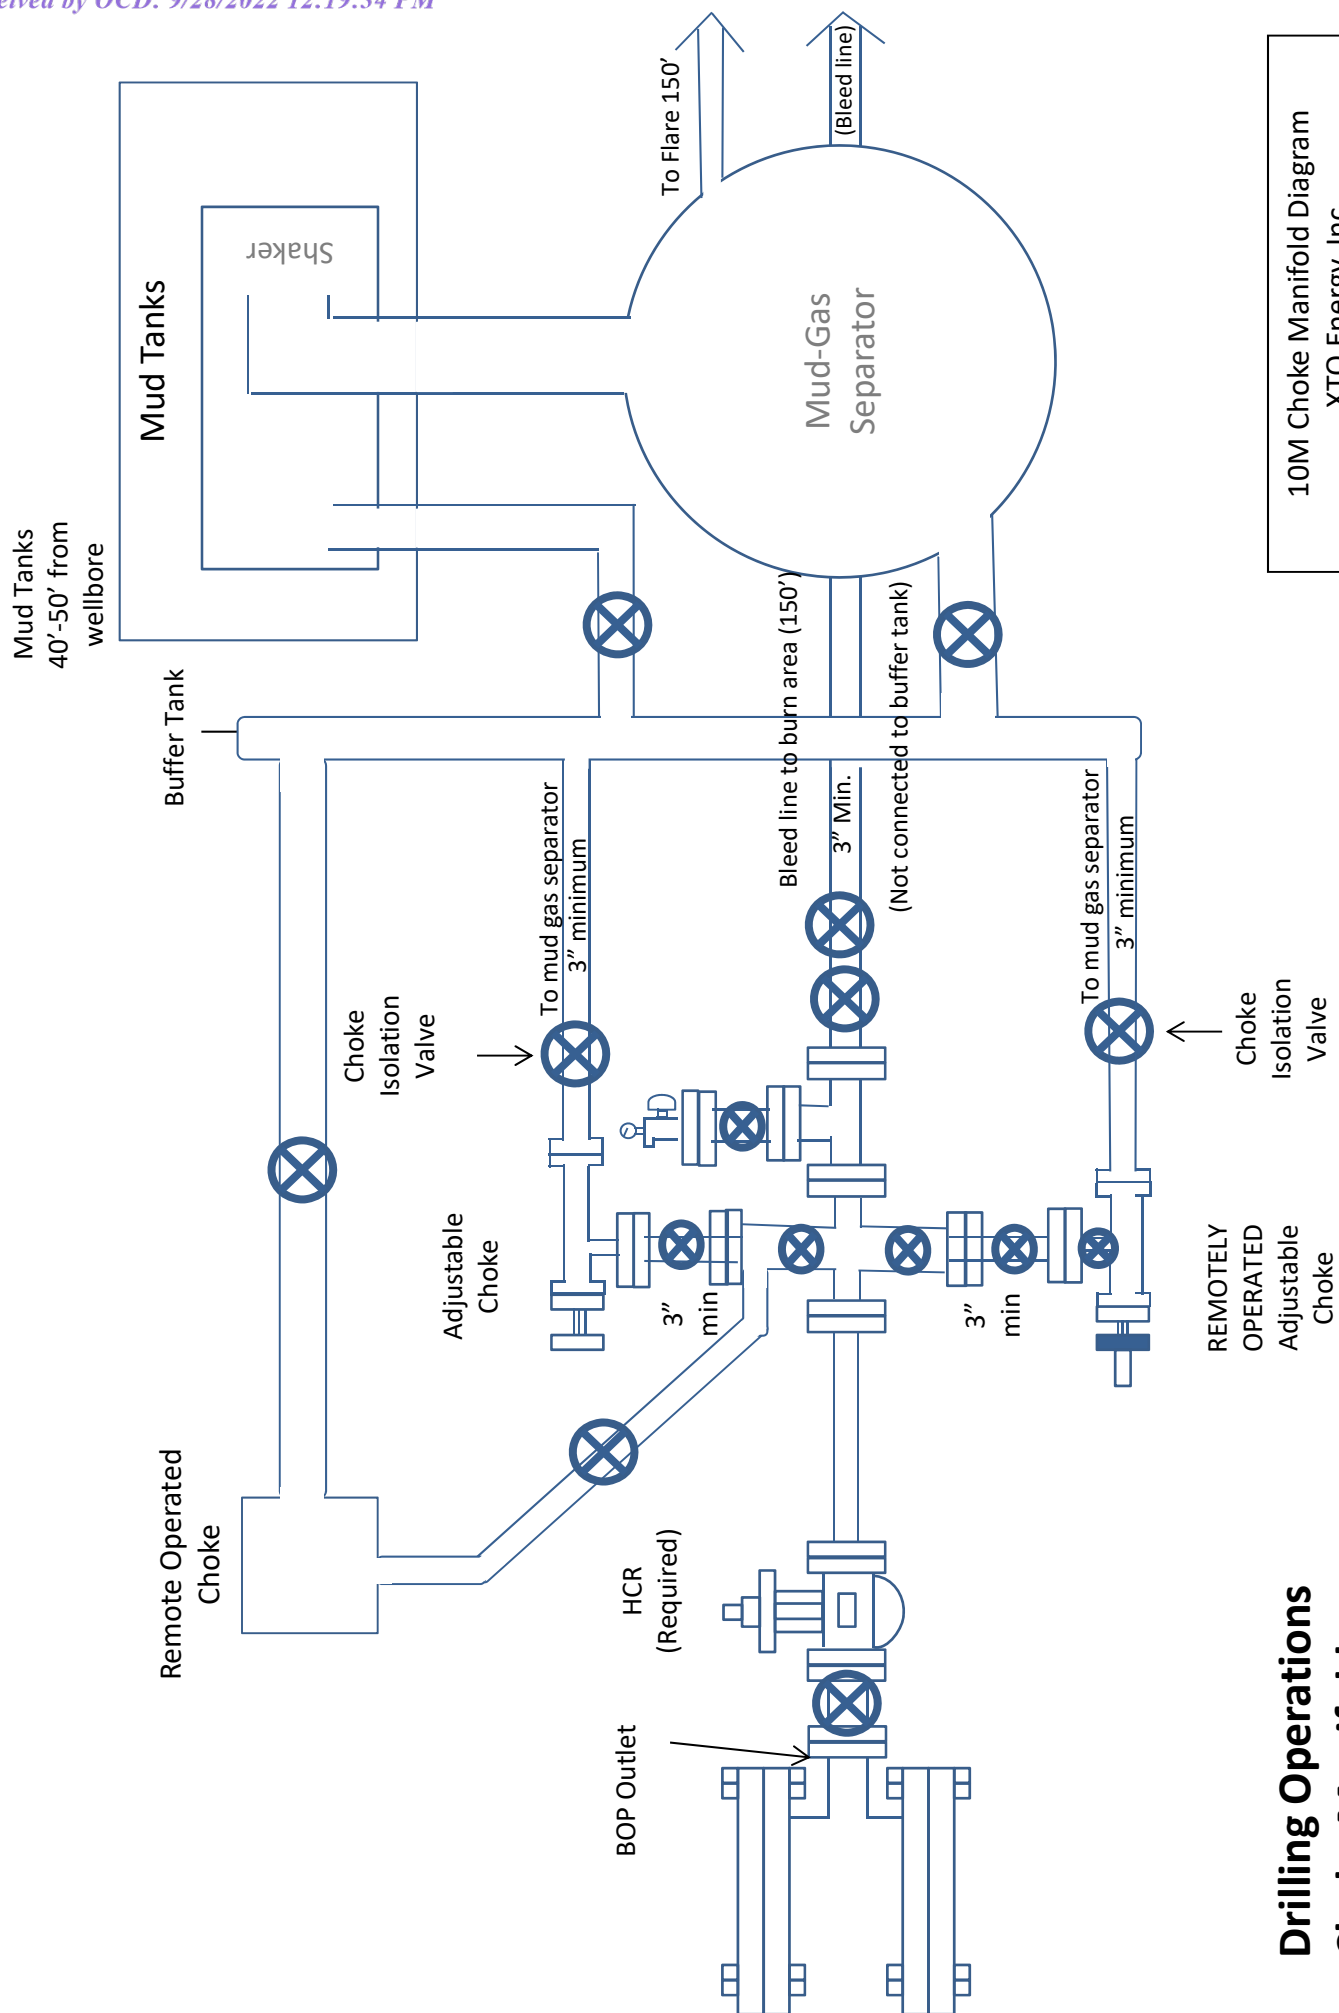 Mud Tanks
40’-50’ from
wellbore
Mud Tanks
Shaker
Buffer Tank
To Flare 150’
(Bleed line)
Mud-Gas
Separator
Bleed line to burn area (150’)
3” Min.
(Not connected to buffer tank)
To mud gas separator
3” minimum
To mud gas separator
3” minimum
Choke
Isolation
Valve
Choke
Isolation
Valve
Adjustable
Choke
3”
min
3”
min
REMOTELY
OPERATED
Adjustable
Choke
Remote Operated
Choke
HCR
(Required)
BOP Outlet
10M Choke Manifold Diagram
XTO Energy, Inc
Drilling Operations
by OCD: 9/28/2022 12:19:34 PM